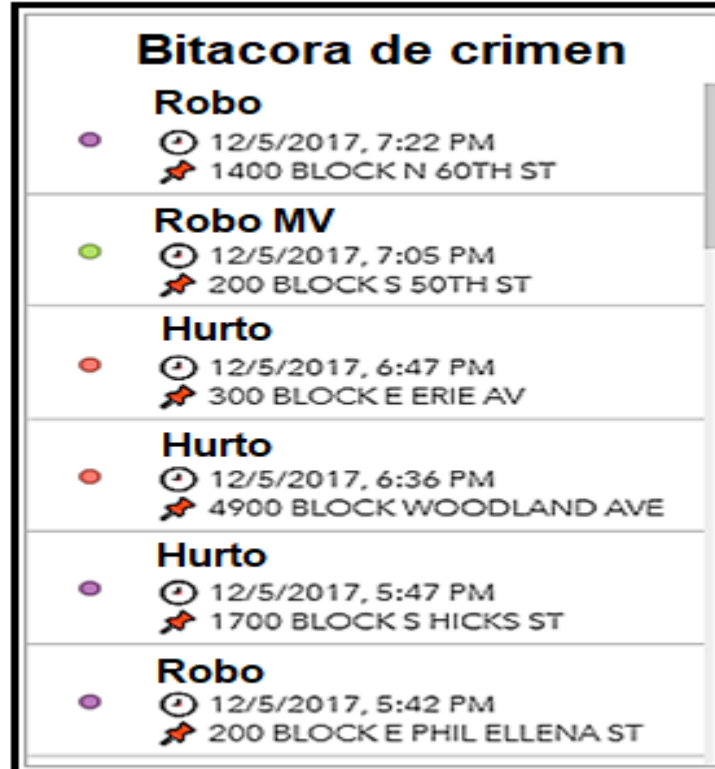 Bitacora de crimen
Robo
12/5/2017, 7:22 PM
1400 BLOCK N 60TH ST
Robo MV
12/5/2017, 7:05 PM
200 BLOCK S 50TH ST
Hurto
12/5/2017, 6:47 PM
300 BLOCK E ERIE AV
Hurto
12/5/2017, 6:36 PM
4900 BLOCK WOODLAND AVE
Hurto
12/5/2017, 5:47 PM
1700 BLOCK S HICKS ST
Robo
12/5/2017, 5:42 PM
200 BLOCK E PHIL ELLENA ST